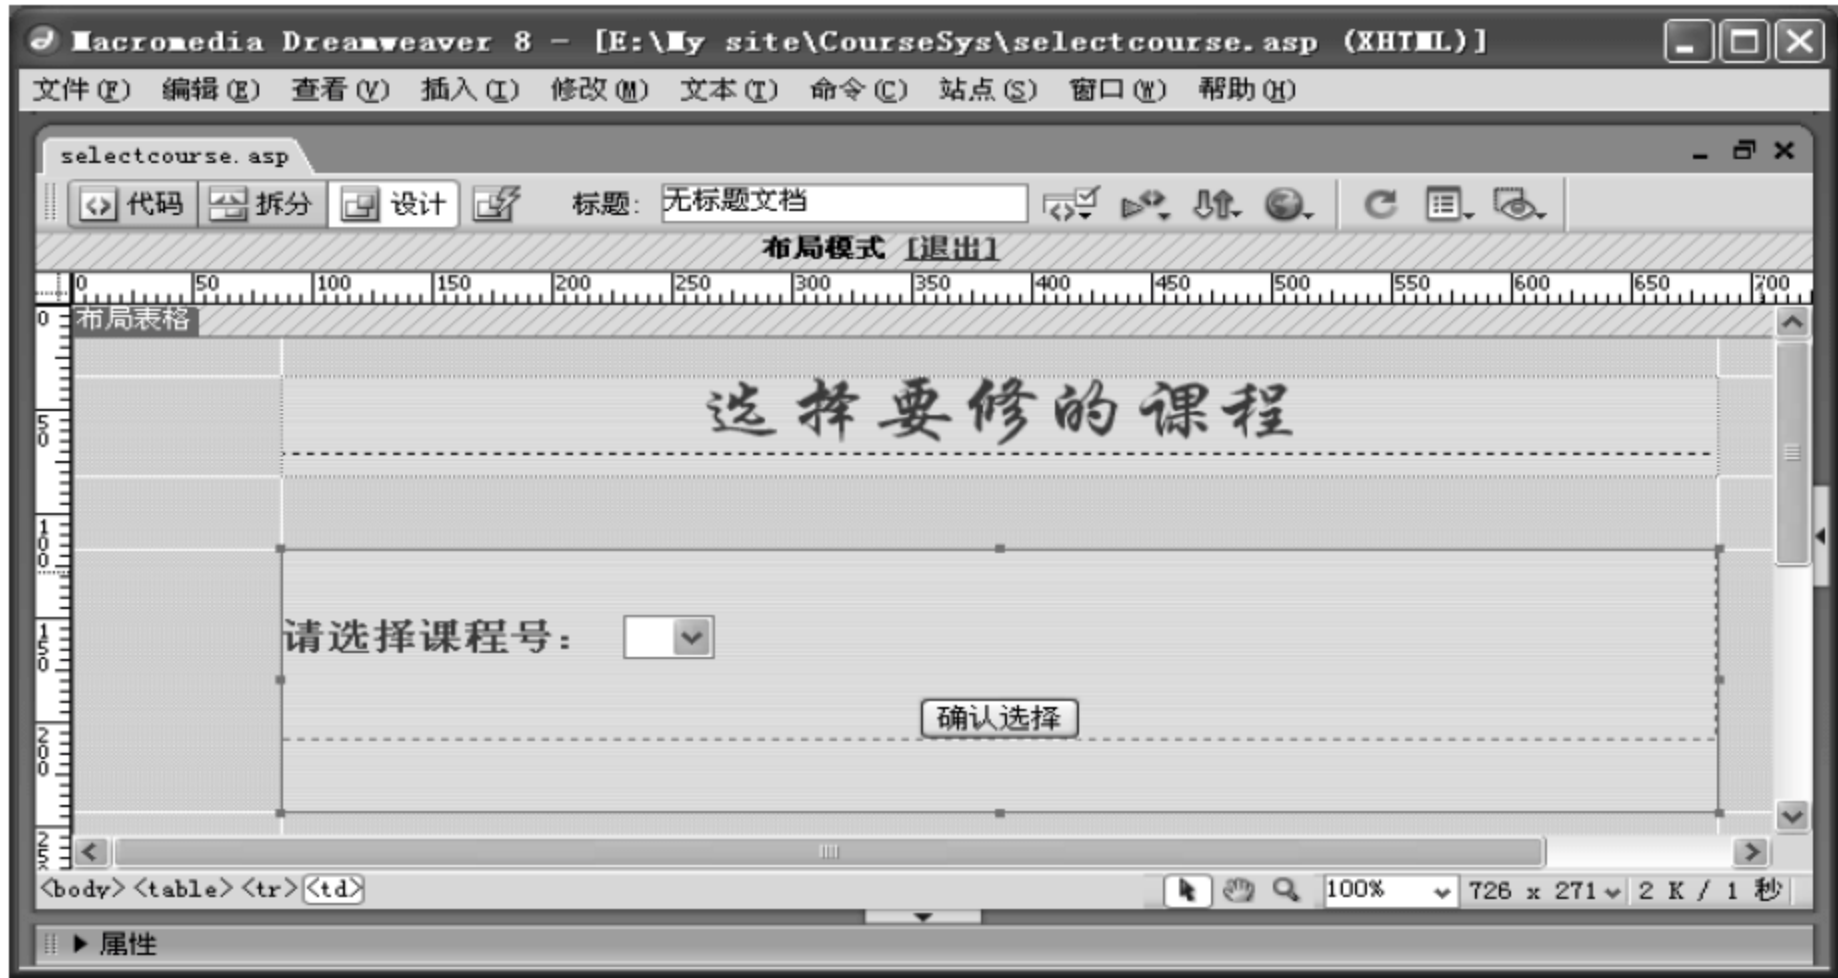 Macromedia Dreamweaver 8 - [E:\My site\CourseSys\selectcourse.asp (XHTML)]
文件(F) 编辑(E) 查看(V) 插入(I) 修改(M) 文本(T) 命令(C) 站点(S) 窗口(W) 帮助(H)
selectcourse.asp
代码 拆分 设计 标题: 无标题文档
布局模式 [退出]
0 50 100 150 200 250 300 350 400 450 500 550 600 650 700
布局表格
0
50
100
150
200
选择要修的课程
请选择课程号:
确认选择
<body> <table> <tr> <td> 100% 726 x 271 2 K / 1 秒
属性